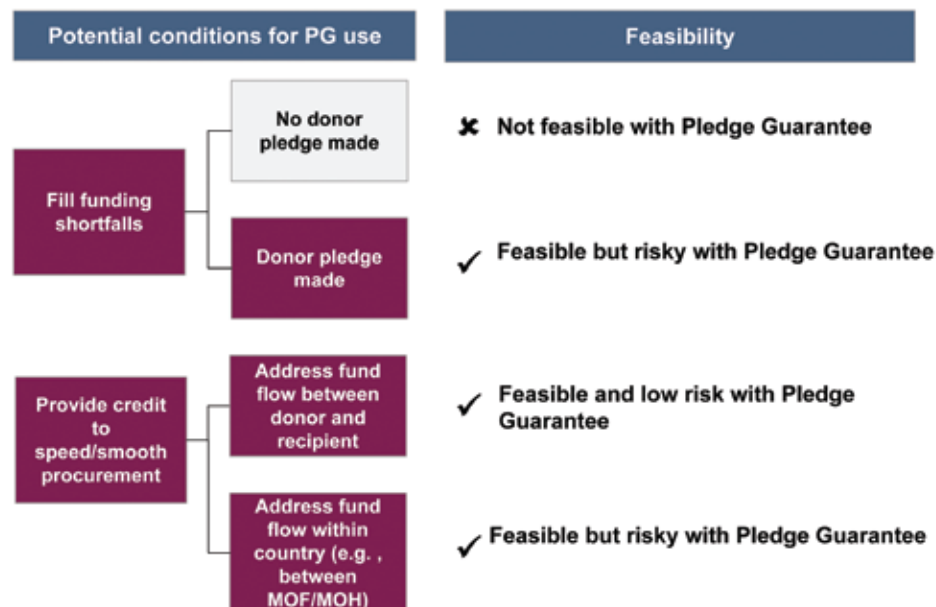 Potential conditions for PG use
Feasibility
No donor
pledge made
✘ Not feasible with Pledge Guarantee
Fill funding
shortfalls
Donor pledge
made
✓ Feasible but risky with Pledge Guarantee
Provide credit
to
speed/smooth
procurement
Address fund
flow between
donor and
recipient
✓ Feasible and low risk with Pledge
Guarantee
Address fund
flow within
country (e.g. ,
between
MOF/MOH)
✓ Feasible but risky with Pledge Guarantee